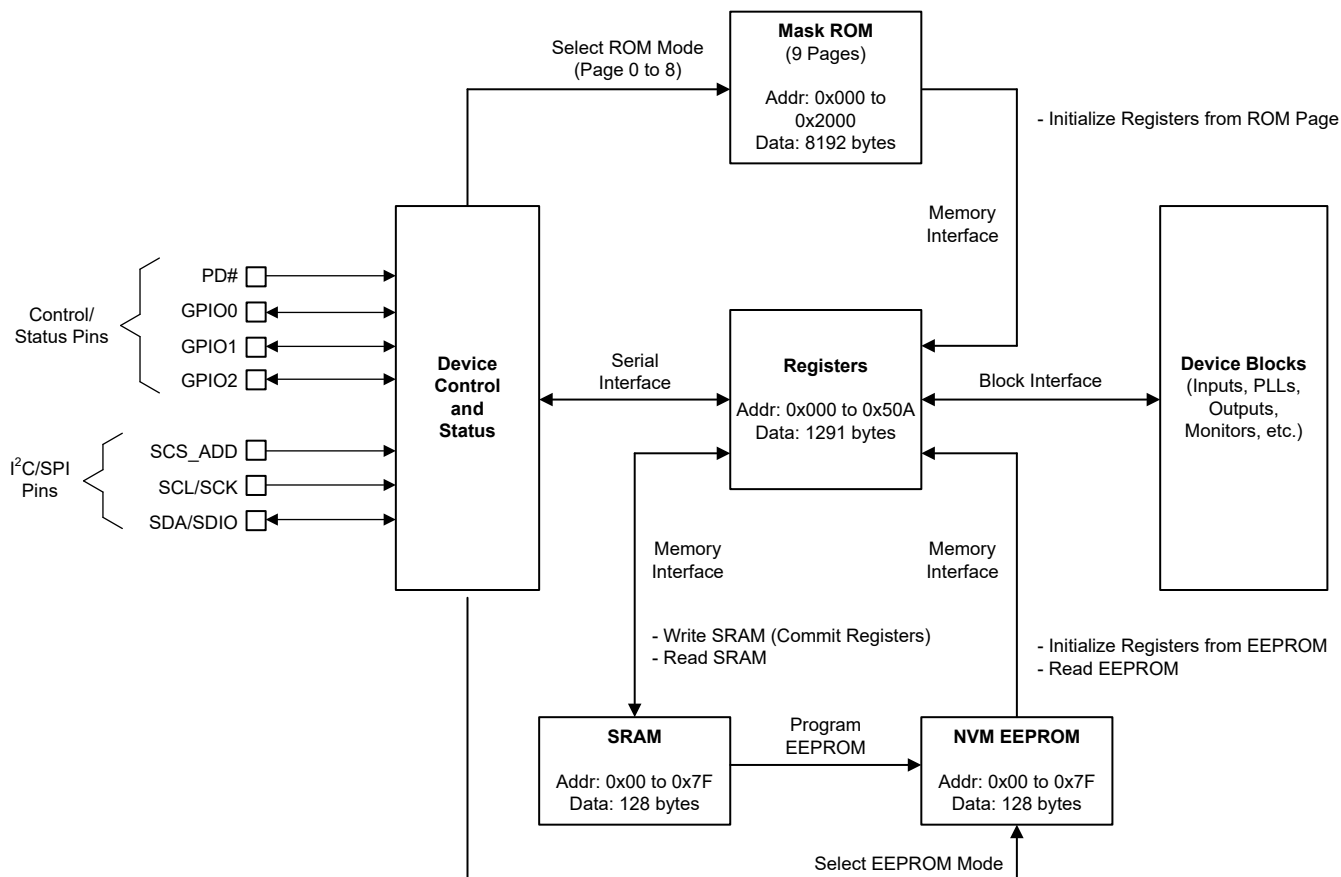 Mask ROM
(9 Pages)
Addr: 0x000 to
0x2000
Data: 8192 bytes
Select ROM Mode
(Page 0 to 8)
- Initialize Registers from ROM Page
Memory
Interface
Control/
Status Pins
PD#
GPIO0
GPIO1
GPIO2
I²C/SPI
Pins
SCS_ADD
SCL/SCK
SDA/SDIO
Device
Control
and
Status
Serial
Interface
Registers
Addr: 0x000 to 0x50A
Data: 1291 bytes
Block Interface
Device Blocks
(Inputs, PLLs,
Outputs,
Monitors, etc.)
Memory
Interface
- Write SRAM (Commit Registers)
- Read SRAM
Memory
Interface
- Initialize Registers from EEPROM
- Read EEPROM
SRAM
Addr: 0x00 to 0x7F
Data: 128 bytes
Program
EEPROM
NVM EEPROM
Addr: 0x00 to 0x7F
Data: 128 bytes
Select EEPROM Mode